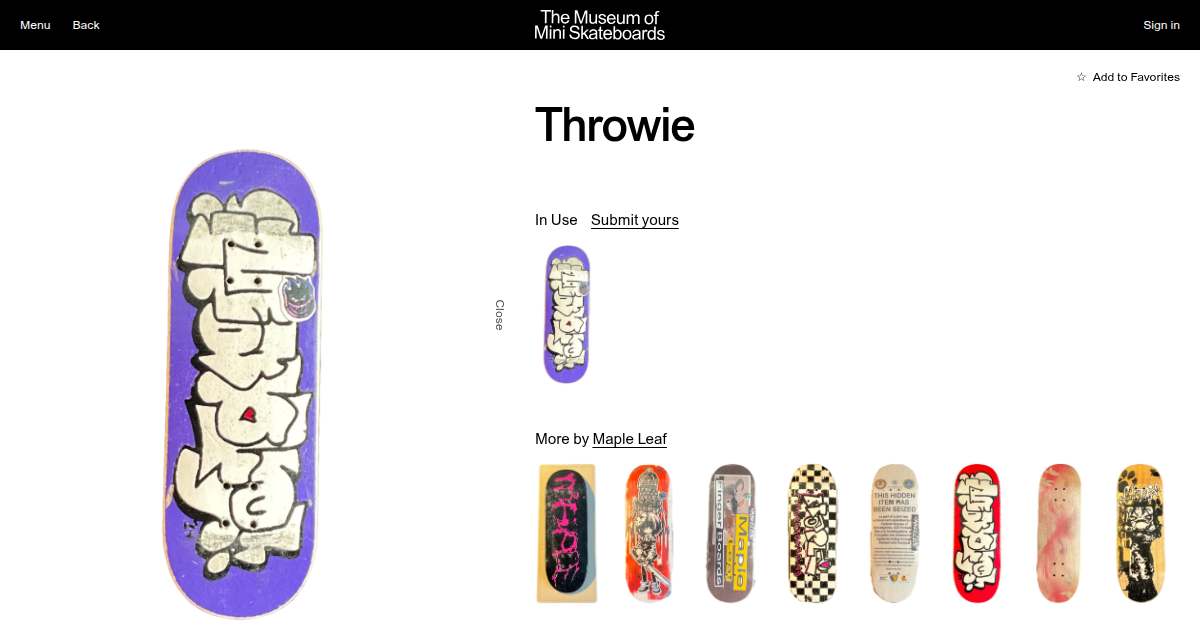 Menu
Back
The Museum of
Mini Skateboards
Sign in
☆ Add to Favorites
Throwie
In Use Submit yours
Close
More by Maple Leaf
THIS HIDDEN
ITEM HAS
BEEN SEIZED
Finger Boards
Maple